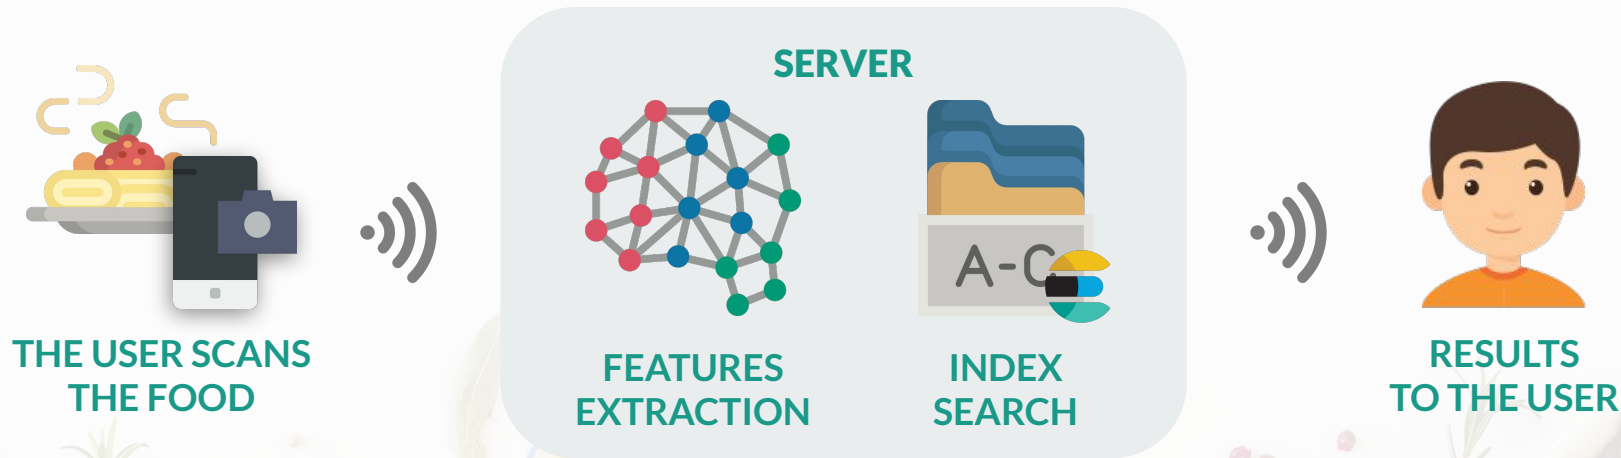 SERVER
A-C
THE USER SCANS
THE FOOD
FEATURES
EXTRACTION
INDEX
SEARCH
RESULTS
TO THE USER